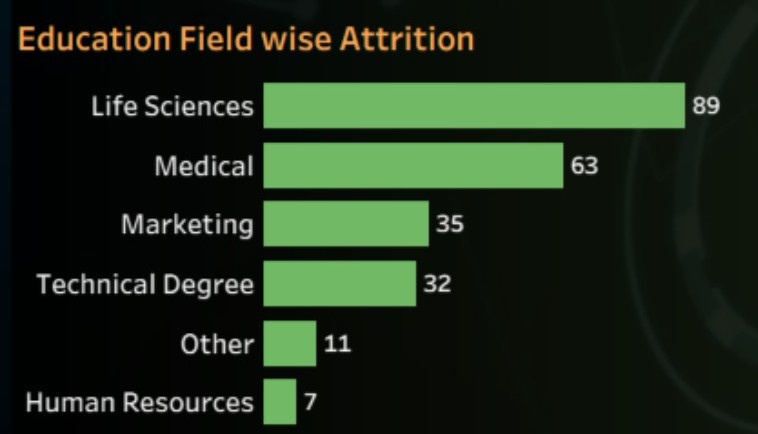 Education Field wise Attrition
Life Sciences 89
Medical 63
Marketing 35
Technical Degree 32
Other 11
Human Resources 7